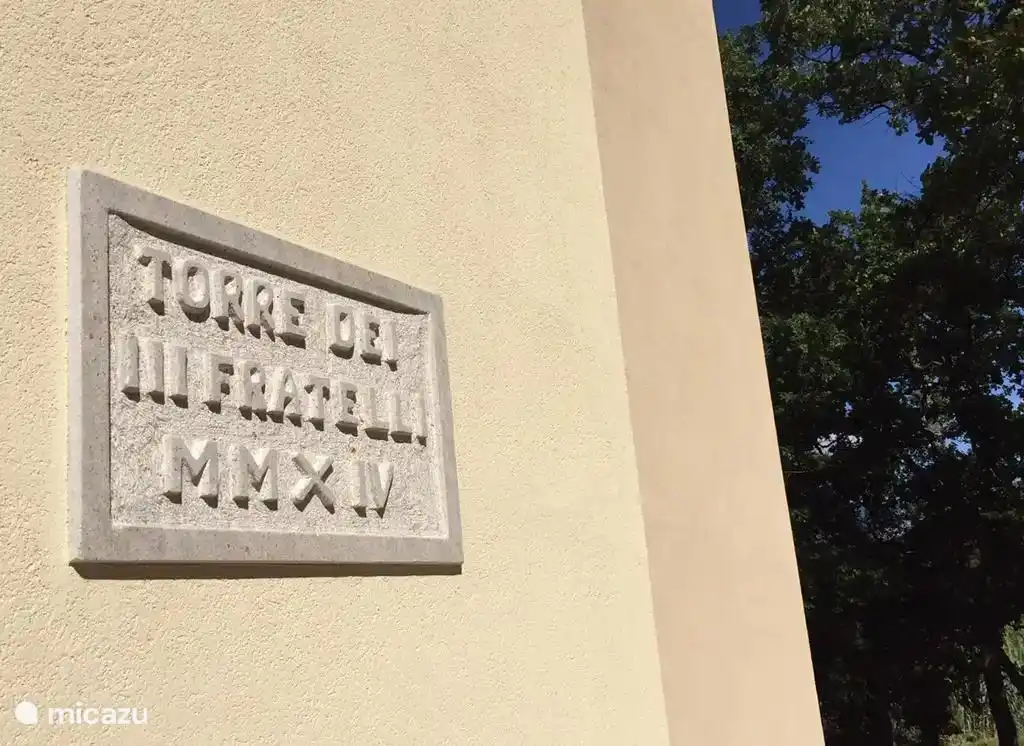 TORRE DEI
III FRATELLI
MMXIV
micazu